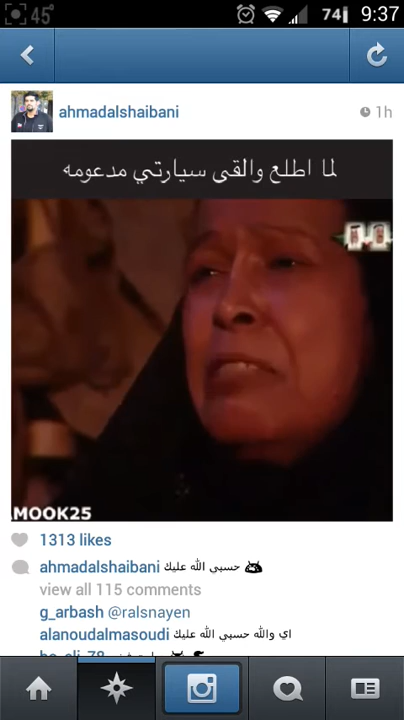 45°
74
9:37
ahmadalshaibani
1h
لما اطلع والقى سيارتي مدعومه
.MOOK25
1313 likes
ahmadalshaibani حسبي الله عليك
view all 115 comments
g_arbash @ralsnayen
alanoudalmasoudi اي والله حسبي الله عليك